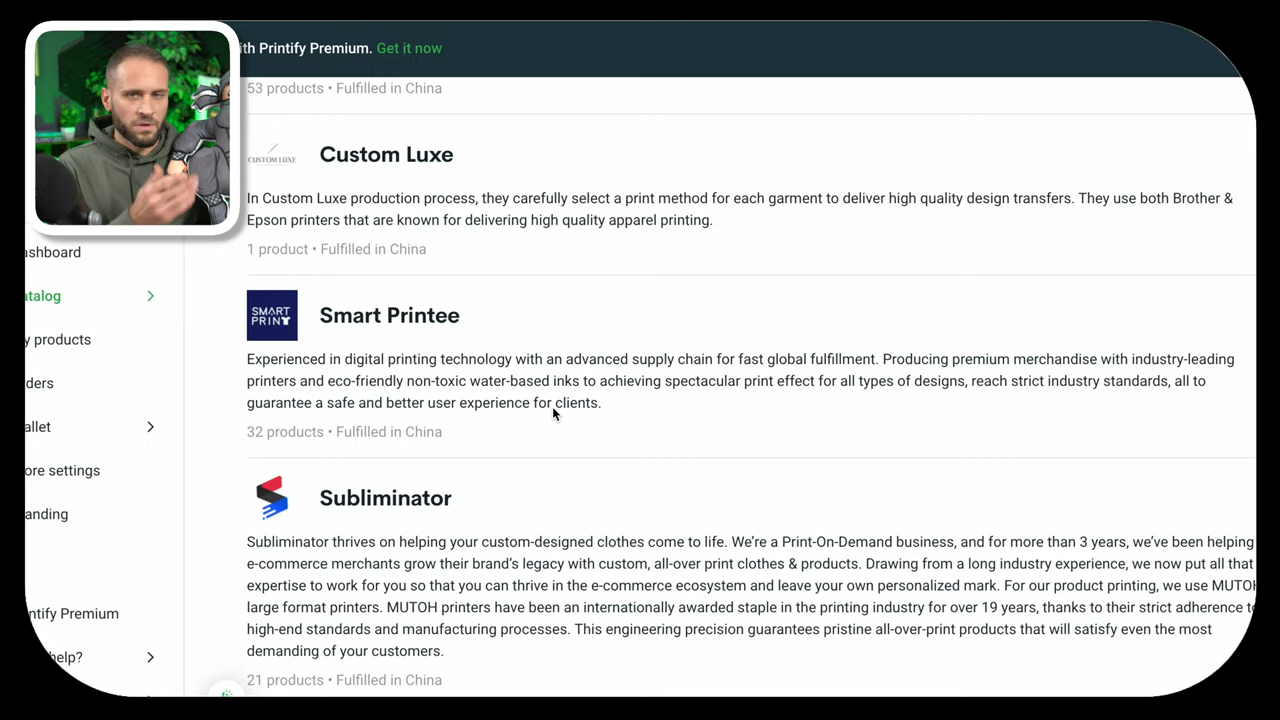 ith Printify Premium. Get it now
53 products • Fulfilled in China
CUSTOM LUXE
Custom Luxe
In Custom Luxe production process, they carefully select a print method for each garment to deliver high quality design transfers. They use both Brother &
Epson printers that are known for delivering high quality apparel printing.
1 product • Fulfilled in China
SMART
PRINT
Smart Printee
Experienced in digital printing technology with an advanced supply chain for fast global fulfillment. Producing premium merchandise with industry-leading
printers and eco-friendly non-toxic water-based inks to achieving spectacular print effect for all types of designs, reach strict industry standards, all to
guarantee a safe and better user experience for clients.
32 products • Fulfilled in China
Subliminator
Subliminator thrives on helping your custom-designed clothes come to life. We're a Print-On-Demand business, and for more than 3 years, we've been helping
e-commerce merchants grow their brand's legacy with custom, all-over print clothes & products. Drawing from a long industry experience, we now put all that
expertise to work for you so that you can thrive in the e-commerce ecosystem and leave your own personalized mark. For our product printing, we use MUTOH
large format printers. MUTOH printers have been an internationally awarded staple in the printing industry for over 19 years, thanks to their strict adherence to
high-end standards and manufacturing processes. This engineering precision guarantees pristine all-over-print products that will satisfy even the most
demanding of your customers.
21 products • Fulfilled in China
ashboard
atalog
y products
ders
allet
ore settings
anding
ntify Premium
help?